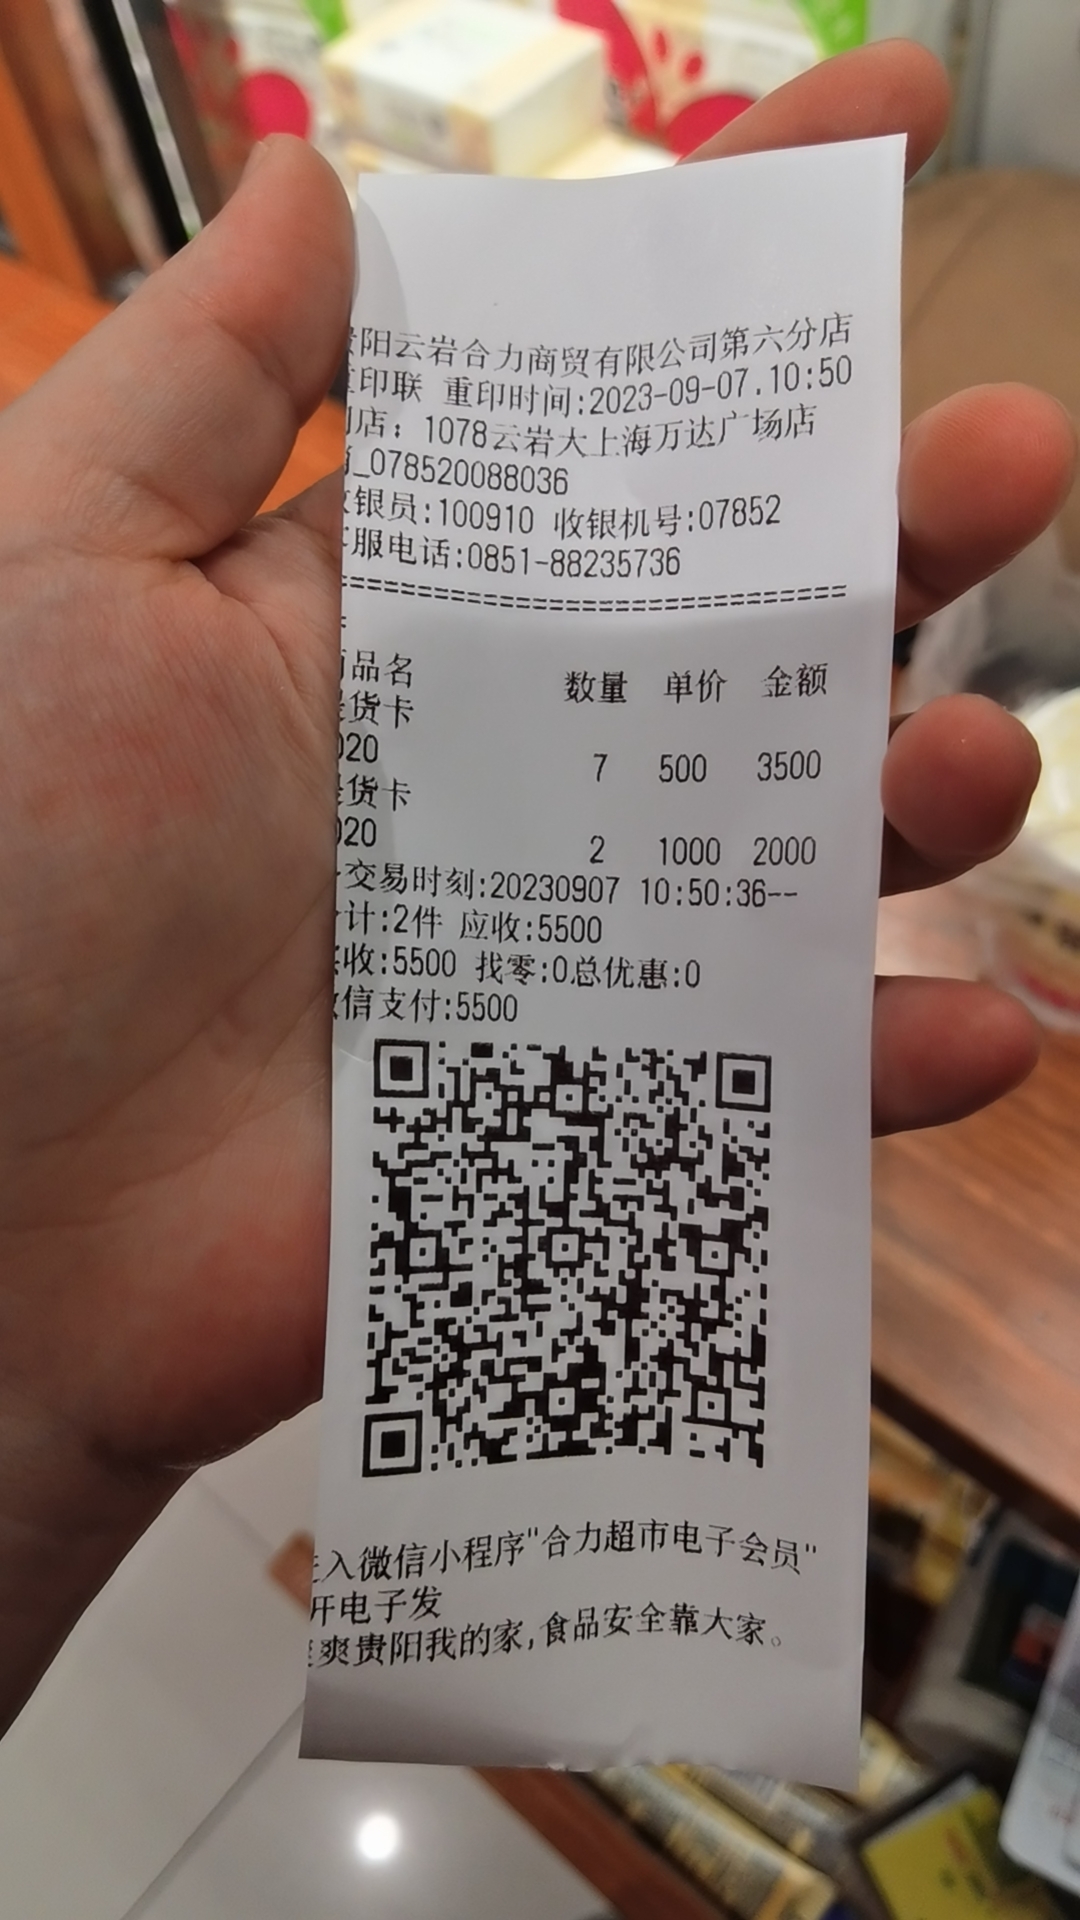 阳云岩合力商贸有限公司第六分店
印联 重印时间:2023-09-07.10:50
店：1078云岩大上海万达广场店
_078520088036
银员:100910 收银机号:07852
服电话:0851-88235736
================================
=
品名 数量 单价 金额
货卡
020 7 500 3500
货卡
020 2 1000 2000
-交易时刻:20230907 10:50:36--
计:2件 应收:5500
收:5500 找零:0总优惠:0
信支付:5500
入微信小程序"合力超市电子会员"
开电子发
爽贵阳我的家,食品安全靠大家。